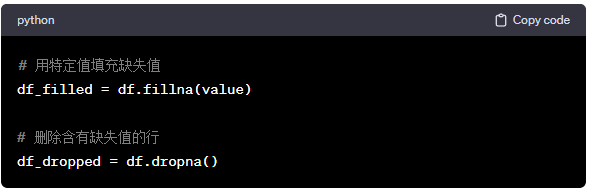 python
Copy code
# 用特定值填充缺失值
df_filled = df.fillna(value)
# 删除含有缺失值的行
df_dropped = df.dropna()